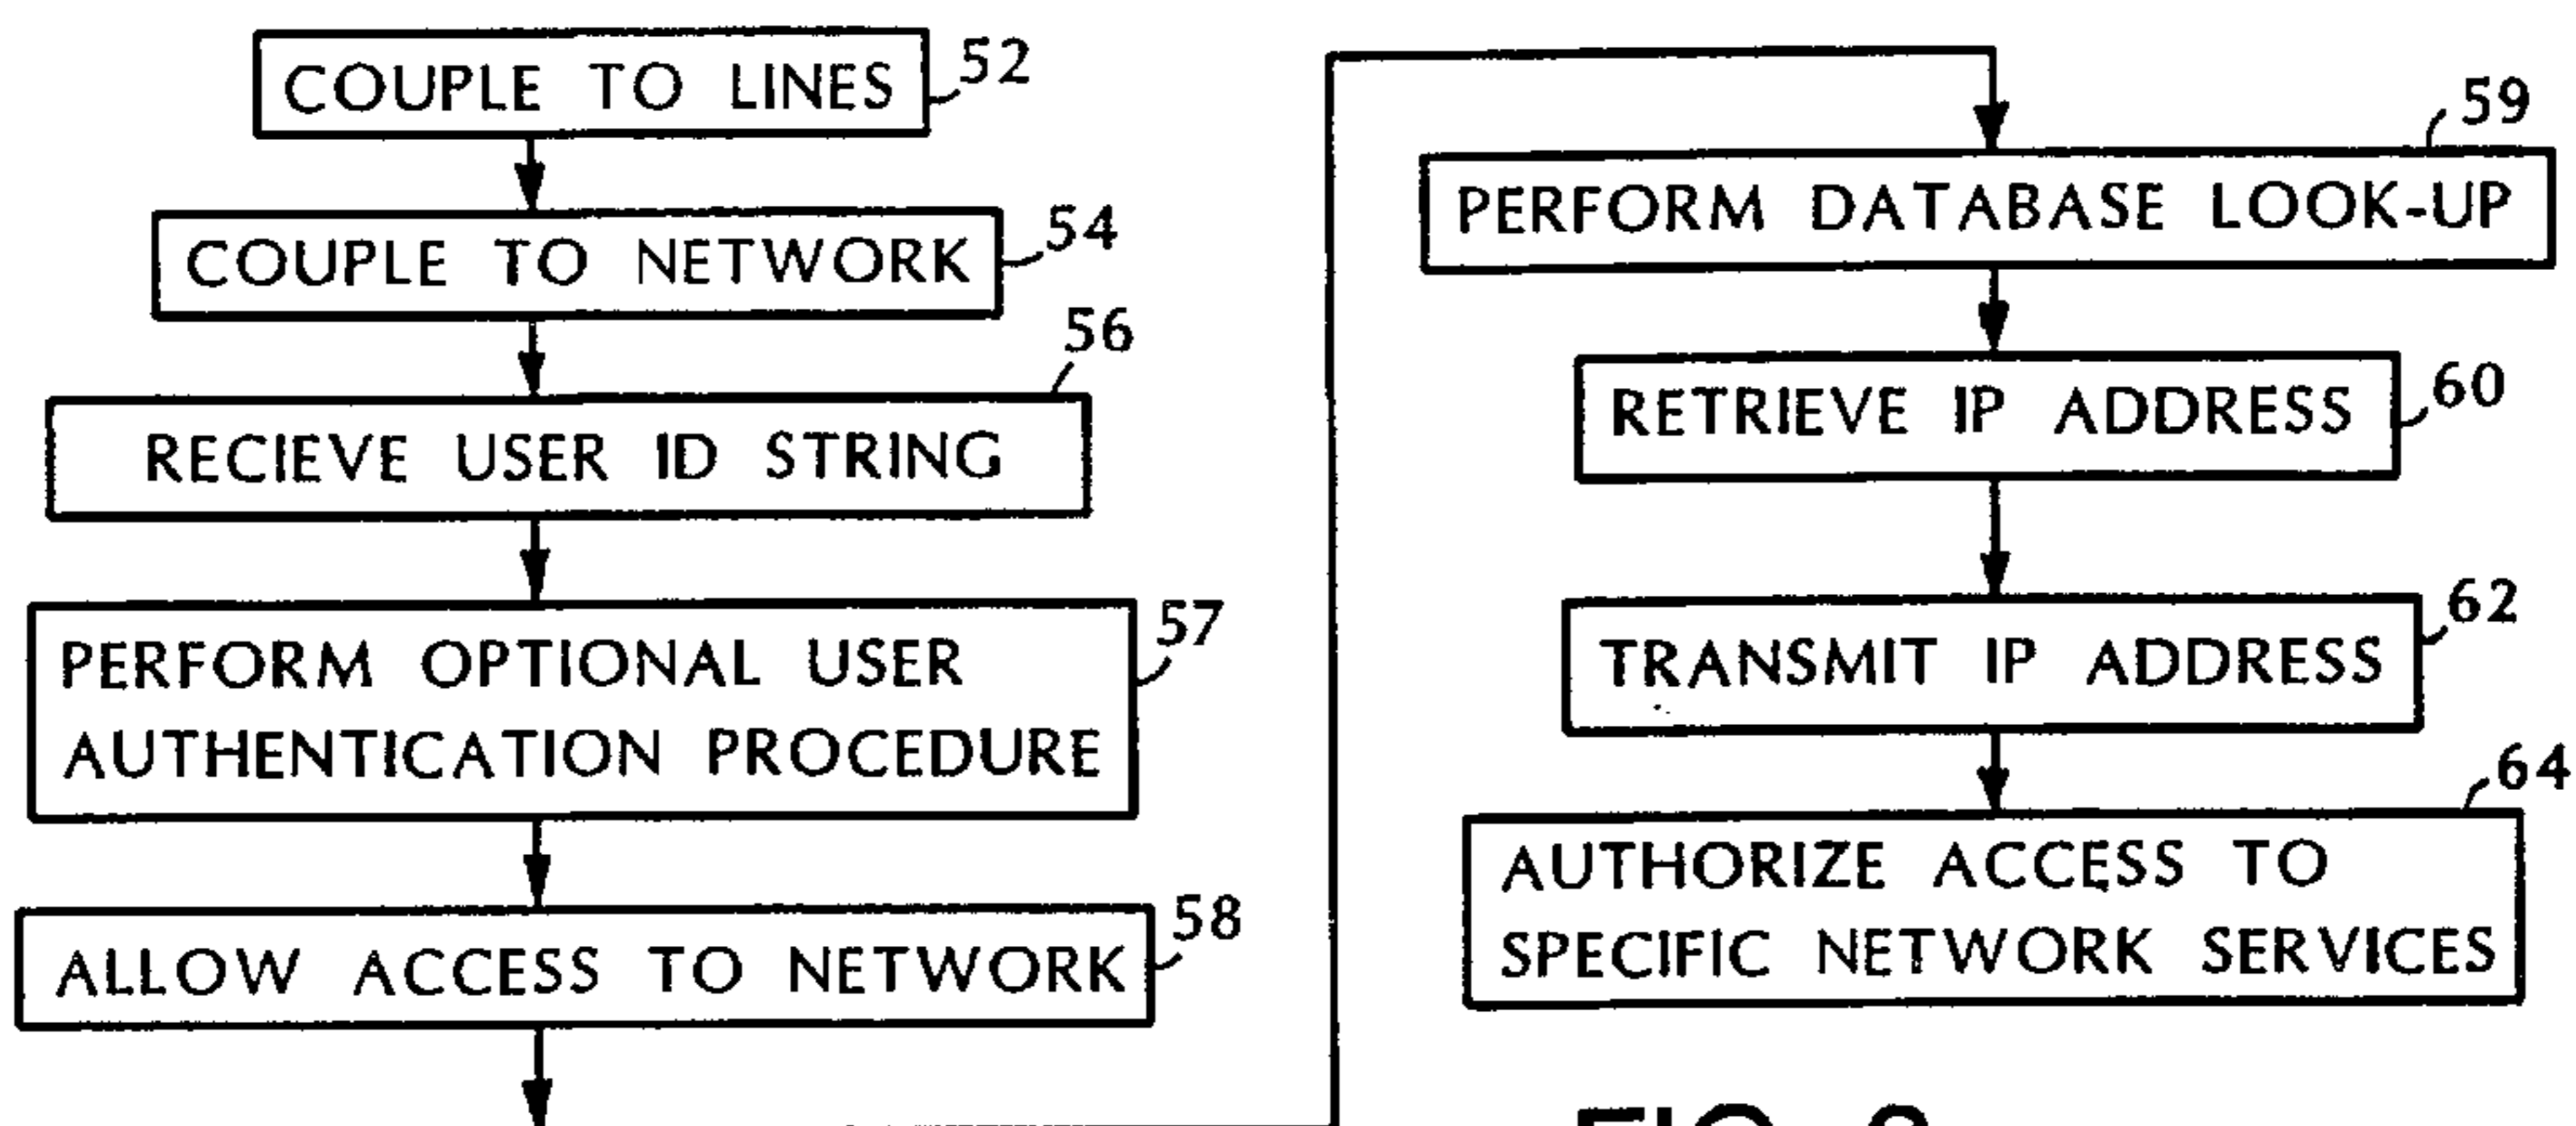 COUPLE TO LINES
52
COUPLE TO NETWORK
54
56
RECIEVE USER ID STRING
57
PERFORM OPTIONAL USER
AUTHENTICATION PROCEDURE
58
ALLOW ACCESS TO NETWORK
59
PERFORM DATABASE LOOK-UP
RETRIEVE IP ADDRESS
60
62
TRANSMIT IP ADDRESS
64
AUTHORIZE ACCESS TO
SPECIFIC NETWORK SERVICES
FIG